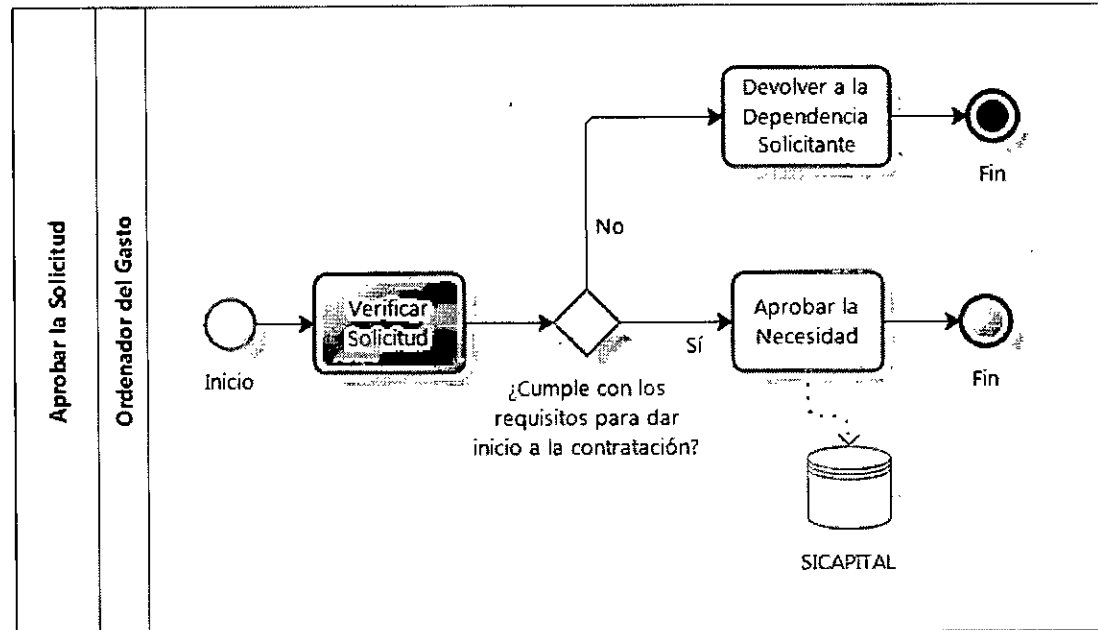 Aprobar la Solicitud
Ordenador del Gasto
Inicio
Verificar
Solicitud
¿Cumple con los
requisitos para dar
inicio a la contratación?
No
Devolver a la
Dependencia
Solicitante
Fin
Sí
Aprobar la
Necesidad
Fin
SICAPITAL